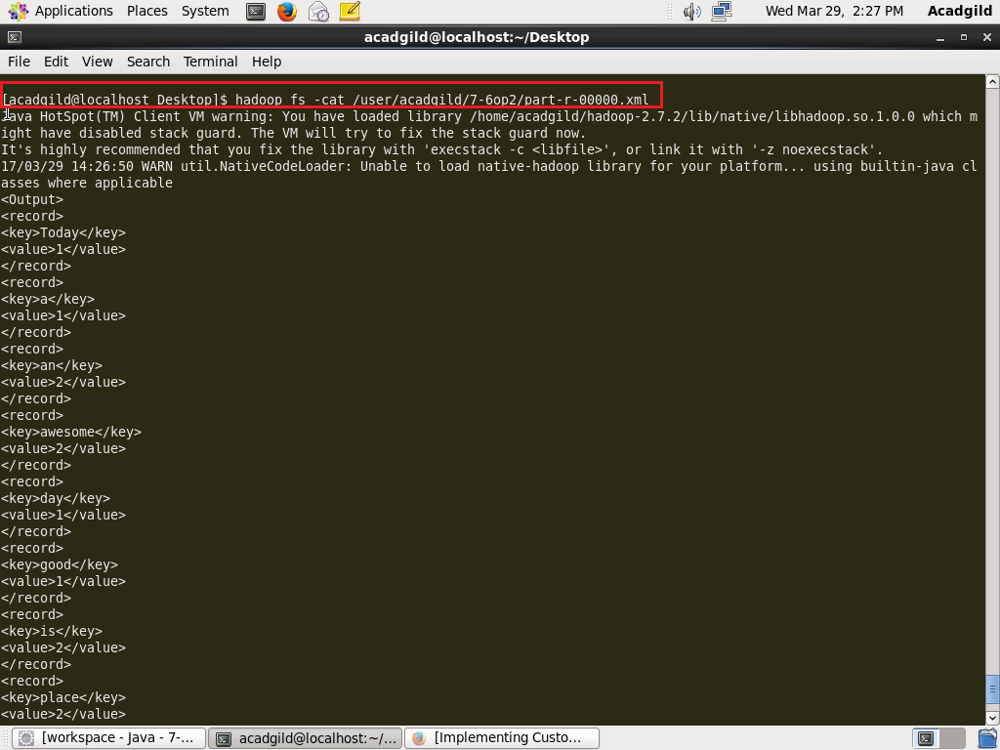 Applications Places System Wed Mar 29, 2:27 PM Acadgild
acadgild@localhost:~/Desktop
File Edit View Search Terminal Help
[acadgild@localhost Desktop]$ hadoop fs -cat /user/acadgild/7-6op2/part-r-00000.xml
Java HotSpot(TM) Client VM warning: You have loaded library /home/acadgild/hadoop-2.7.2/lib/native/libhadoop.so.1.0.0 which m
ight have disabled stack guard. The VM will try to fix the stack guard now.
It's highly recommended that you fix the library with 'execstack -c <libfile>', or link it with '-z noexecstack'.
17/03/29 14:26:50 WARN util.NativeCodeLoader: Unable to load native-hadoop library for your platform... using builtin-java cl
asses where applicable
<Output>
<record>
<key>Today</key>
<value>1</value>
</record>
<record>
<key>a</key>
<value>1</value>
</record>
<record>
<key>an</key>
<value>2</value>
</record>
<record>
<key>awesome</key>
<value>2</value>
</record>
<record>
<key>day</key>
<value>1</value>
</record>
<record>
<key>good</key>
<value>1</value>
</record>
<record>
<key>is</key>
<value>2</value>
</record>
<record>
<key>place</key>
<value>2</value>
[workspace - Java - 7-... acadgild@localhost:~/... [Implementing Custo...